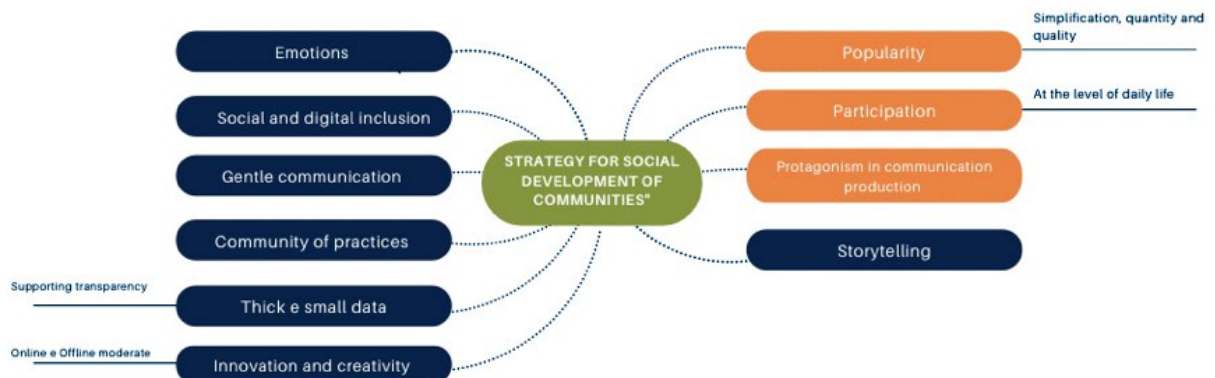 Emotions
Social and digital inclusion
Gentle communication
Community of practices
Supporting transparency
Thick e small data
Online e Offline moderate
Innovation and creativity
STRATEGY FOR SOCIAL
DEVELOPMENT OF
COMMUNITIES"
Simplification, quantity and
quality
Popularity
At the level of daily life
Participation
Protagonism in communication
production
Storytelling